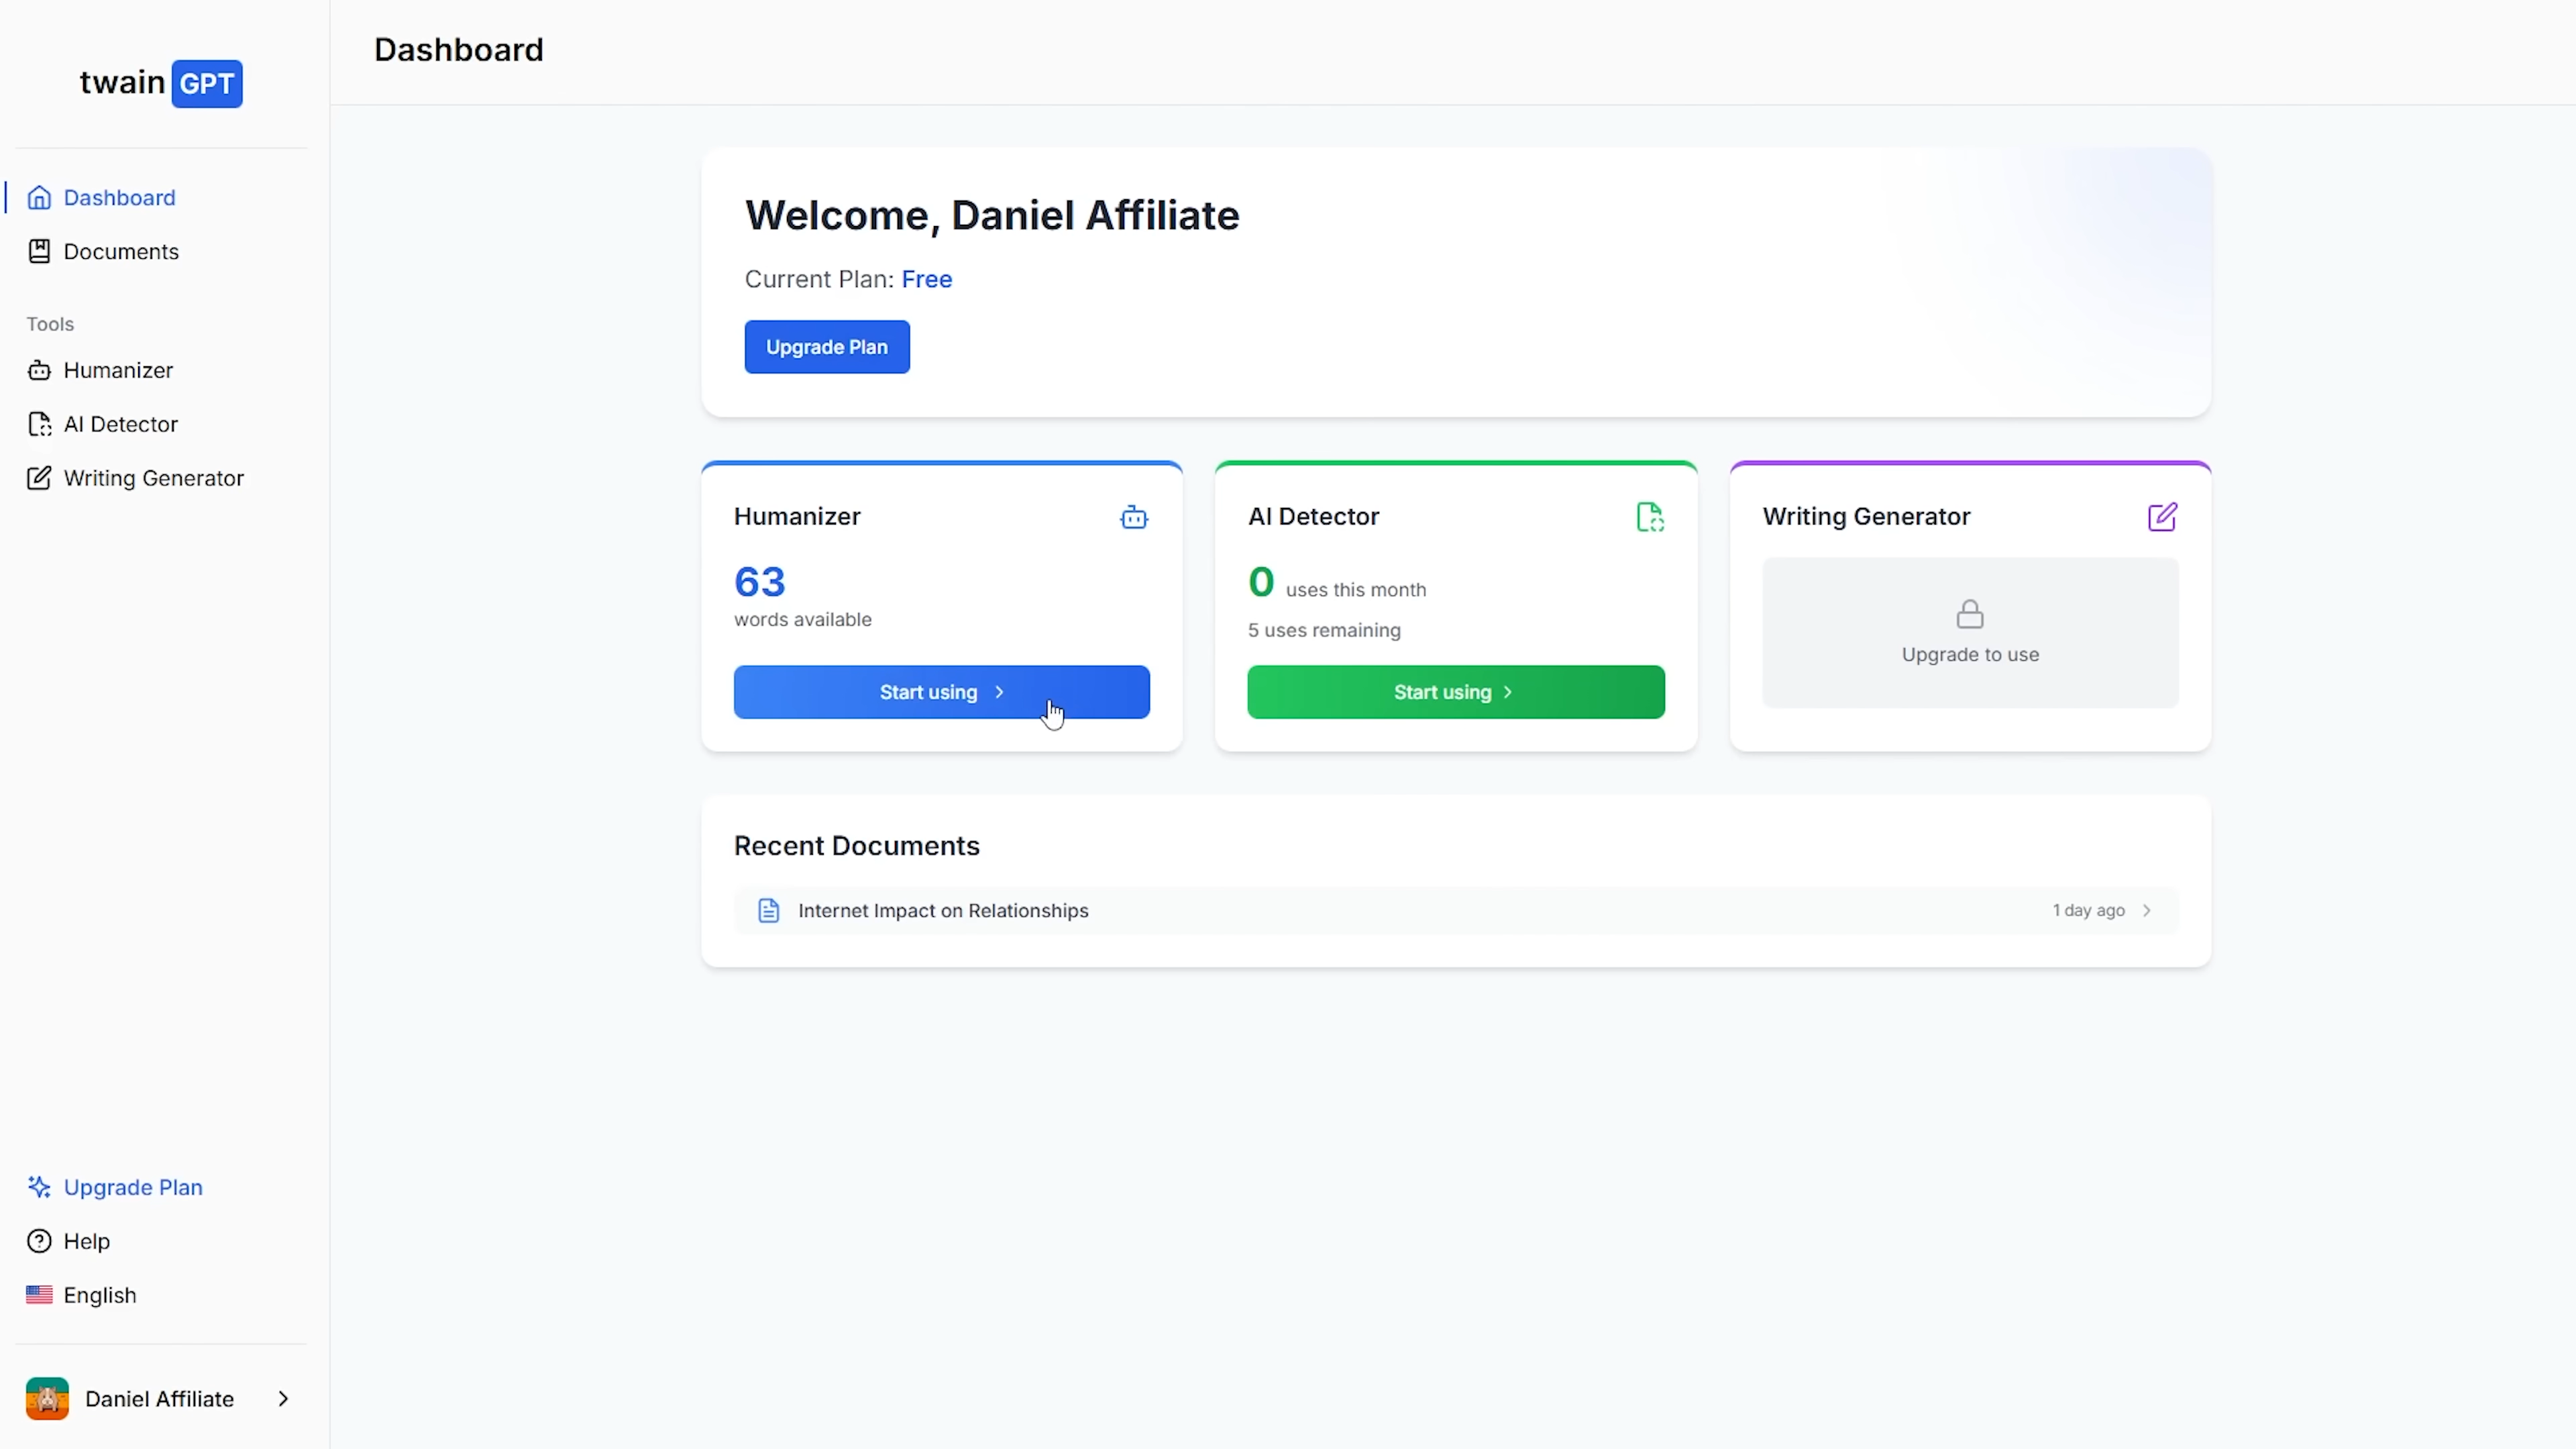 twain GPT
Dashboard
Documents
Tools
Humanizer
AI Detector
Writing Generator
Upgrade Plan
Help
English
Daniel Affiliate
Dashboard
Welcome, Daniel Affiliate
Current Plan: Free
Upgrade Plan
Humanizer
63
words available
Start using
AI Detector
0 uses this month
5 uses remaining
Start using
Writing Generator
Upgrade to use
Recent Documents
Internet Impact on Relationships
1 day ago